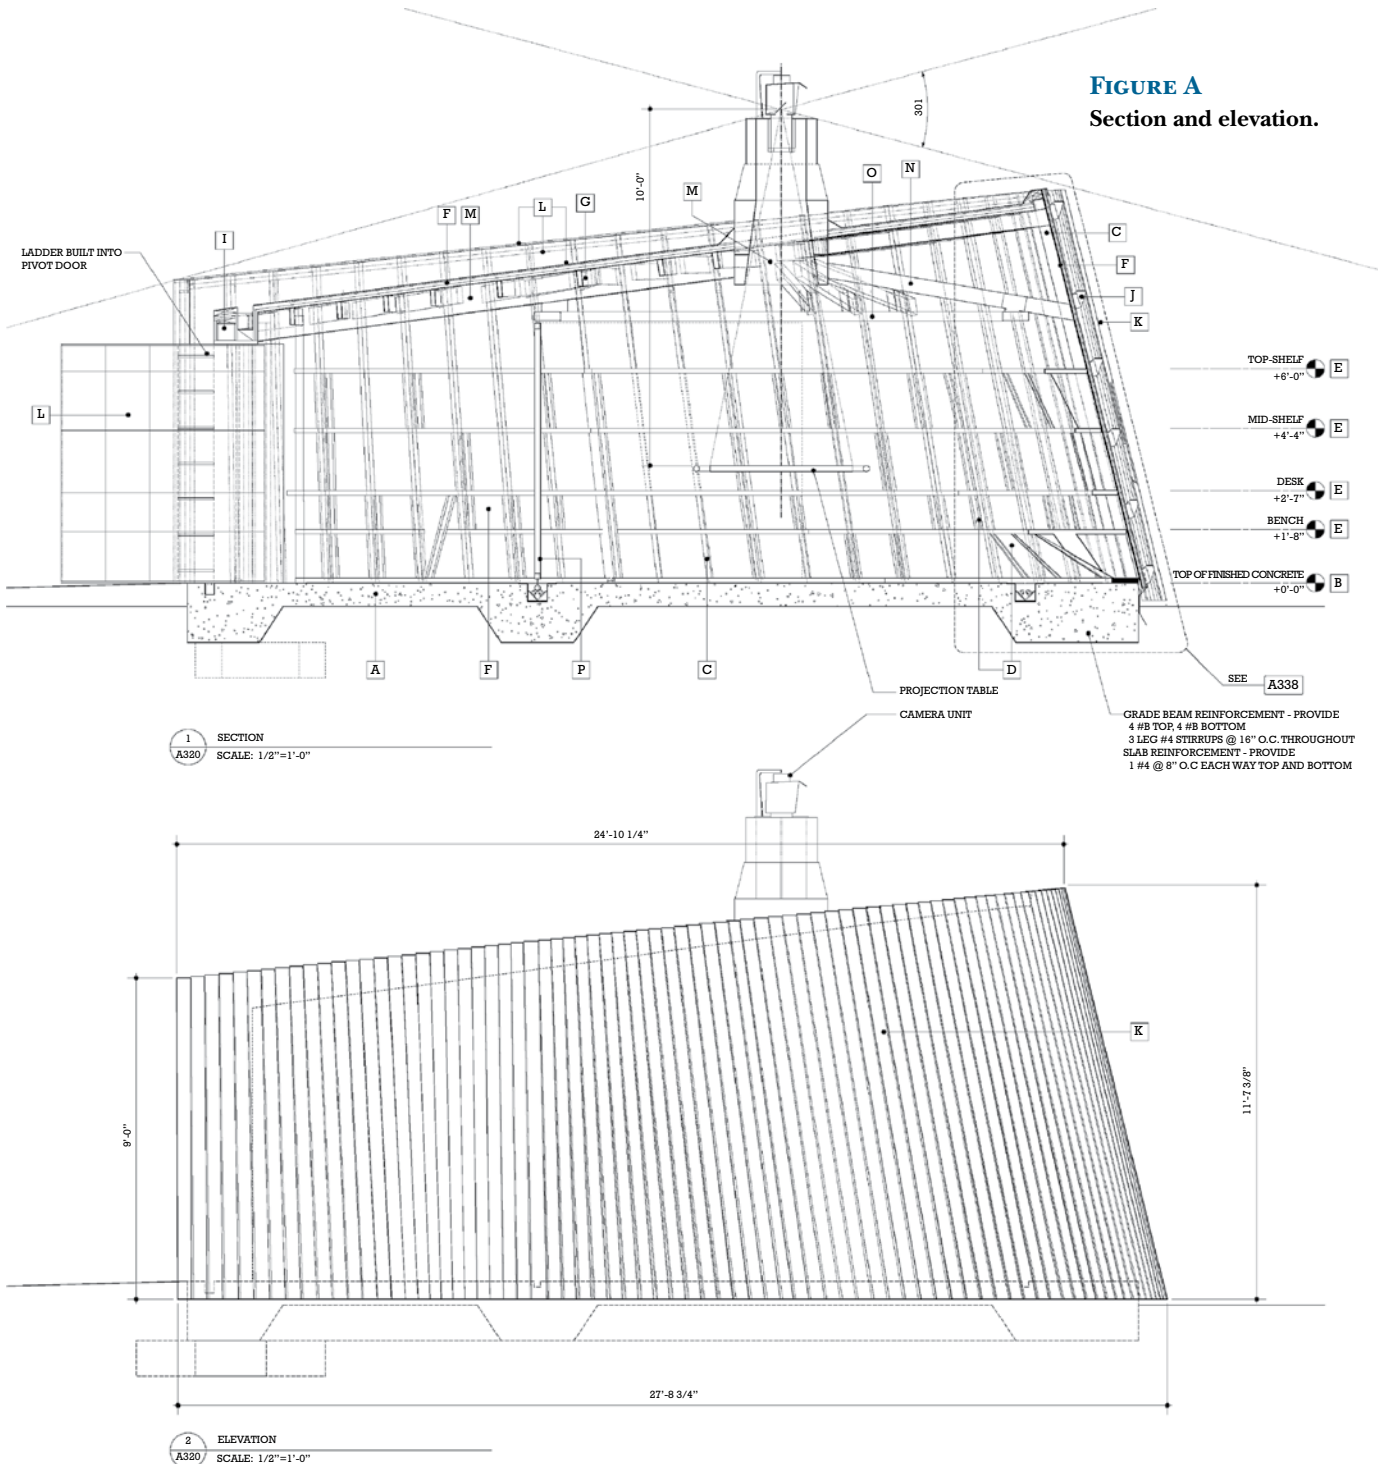 FIGURE A
Section and elevation.
301
10'-0"
O
N
M
L
G
F
M
I
LADDER BUILT INTO
PIVOT DOOR
C
F
J
K
L
TOP-SHELF
+6'-0"
E
MID-SHELF
+4'-4"
E
DESK
+2'-7"
E
BENCH
+1'-8"
E
TOP OF FINISHED CONCRETE
+0'-0"
B
A
F
P
C
D
SEE A338
PROJECTION TABLE
CAMERA UNIT
GRADE BEAM REINFORCEMENT - PROVIDE
4 #B TOP, 4 #B BOTTOM
3 LEG #4 STIRRUPS @ 16" O.C. THROUGHOUT
SLAB REINFORCEMENT - PROVIDE
1 #4 @ 8" O.C EACH WAY TOP AND BOTTOM
1 SECTION
A320 SCALE: 1/2"=1'-0"
24'-10 1/4"
K
9'-0"
11'-7 3/8"
27'-8 3/4"
2 ELEVATION
A320 SCALE: 1/2"=1'-0"